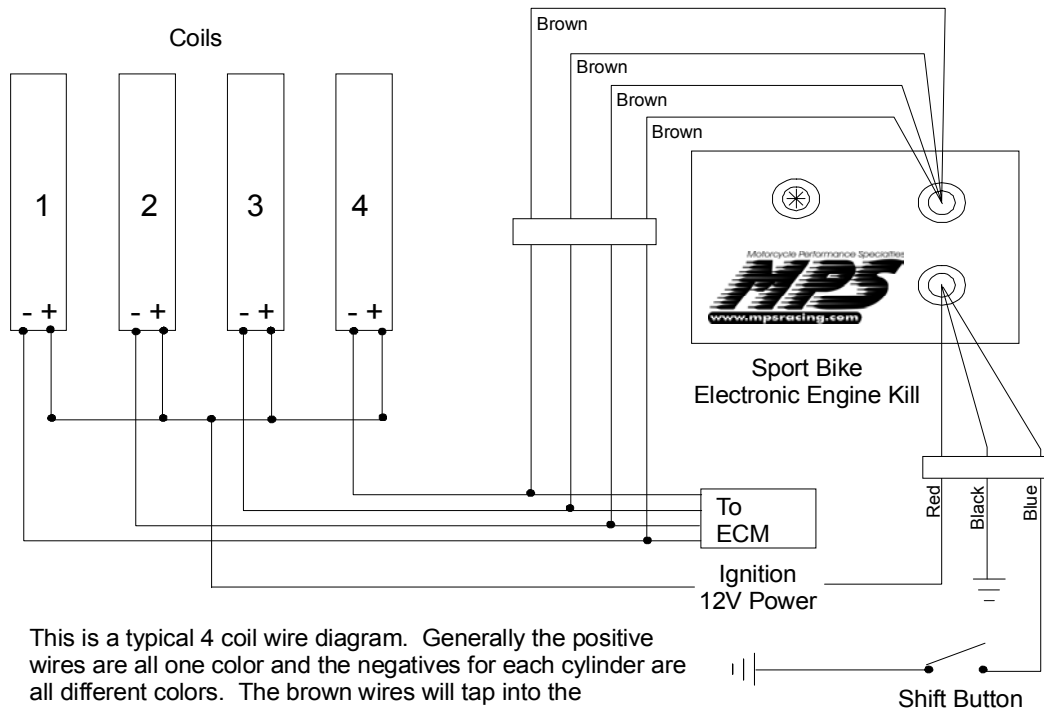 Coils
Brown
Brown
Brown
Brown
1
2
3
4
- +
- +
- +
- +
Motorcycle Performance Specialties
MPS
www.mpsracing.com
Sport Bike
Electronic Engine Kill
Red
Black
Blue
To
ECM
Ignition
12V Power
This is a typical 4 coil wire diagram. Generally the positive
wires are all one color and the negatives for each cylinder are
all different colors. The brown wires will tap into the
Shift Button